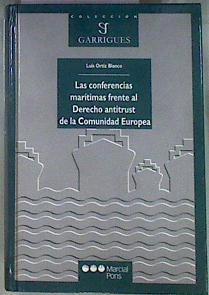 COLECCIÓN
GARRIGUES
Luis Ortiz Blanco
Las conferencias
marítimas frente al
Derecho antitrust
de la Comunidad Europea
Marcial
Pons